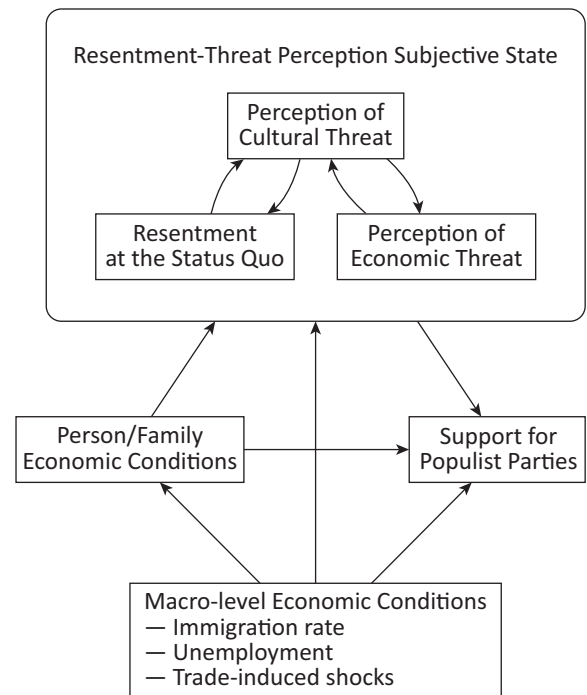 Resentment-Threat Perception Subjective State
Perception of
Cultural Threat
Resentment
at the Status Quo
Perception of
Economic Threat
Person/Family
Economic Conditions
Support for
Populist Parties
Macro-level Economic Conditions
— Immigration rate
— Unemployment
— Trade-induced shocks